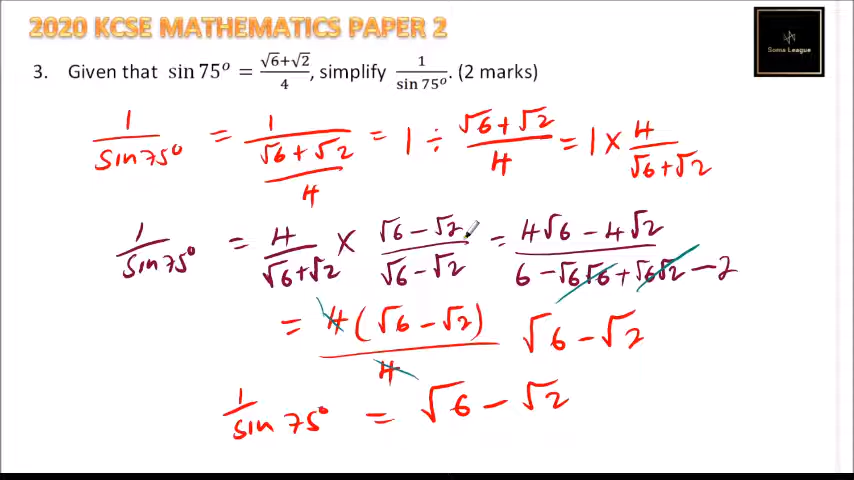 2020 KCSE MATHEMATICS PAPER 2
Soma League
3. Given that sin 75° = (√6+√2)/4, simplify 1/(sin 75°). (2 marks)
1/(sin 75°) = 1/((√6+√2)/4) = 1 ÷ (√6+√2)/4 = 1 × 4/(√6+√2)
1/(sin 75°) = 4/(√6+√2) × (√6−√2)/(√6−√2) = (4√6 − 4√2)/(6 − √6√6 + √6√2 − 2)
= 4(√6 − √2)/4 √6 − √2
1/(sin 75°) = √6 − √2